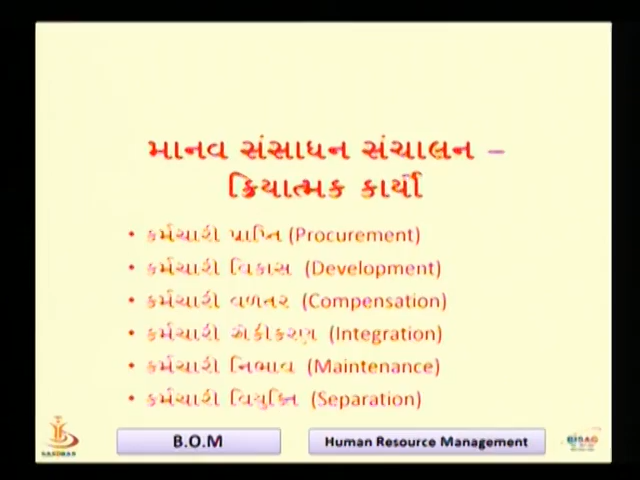 માનવ સંસાધન સંચાલન –
ક્રિયાત્મક કાર્યો
• કર્મચારી પ્રાપ્તિ (Procurement)
• કર્મચારી વિકાસ (Development)
• કર્મચારી વળતર (Compensation)
• કર્મચારી એકીકરણ (Integration)
• કર્મચારી નિભાવ (Maintenance)
• કર્મચારી વિયુક્તિ (Separation)
B.O.M
Human Resource Management
BISAG